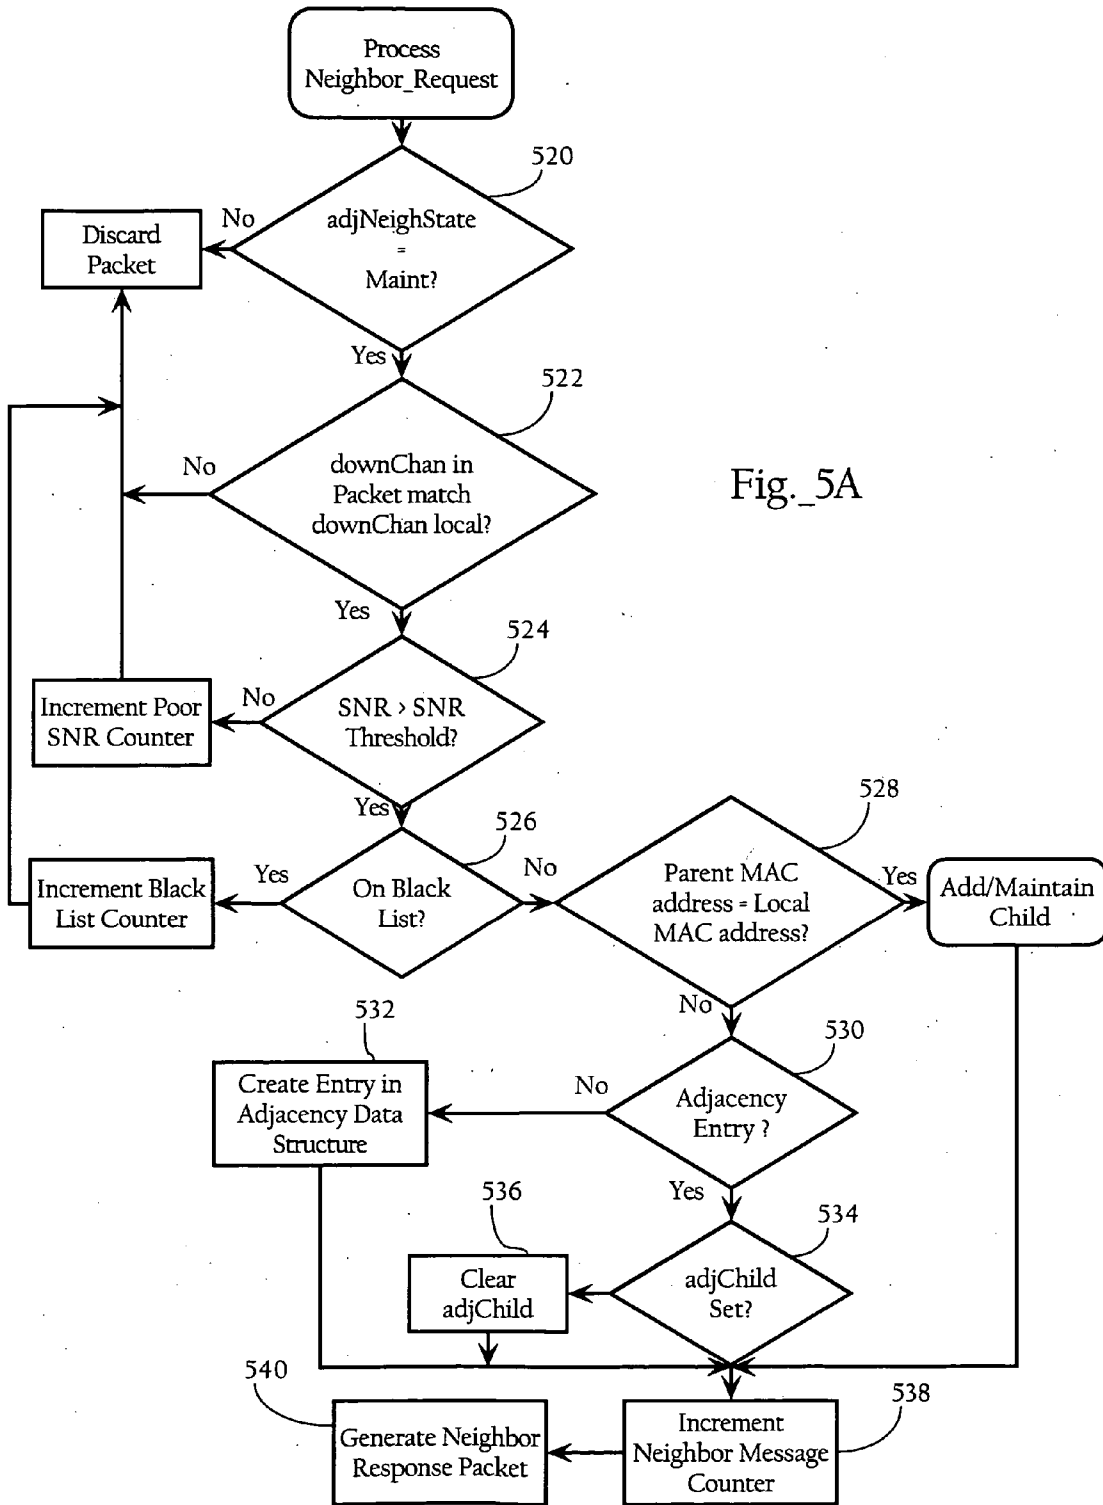 Process
Neighbor_Request
520
adjNeighState
=
Maint?
No
Discard
Packet
Yes
522
downChan in
Packet match
downChan local?
No
Fig._5A
Yes
524
SNR > SNR
Threshold?
No
Increment Poor
SNR Counter
Yes
526
On Black
List?
Yes
Increment Black
List Counter
No
528
Parent MAC
address = Local
MAC address?
Yes
Add/Maintain
Child
No
530
Adjacency
Entry ?
No
532
Create Entry in
Adjacency Data
Structure
Yes
534
adjChild
Set?
536
Clear
adjChild
538
Increment
Neighbor Message
Counter
540
Generate Neighbor
Response Packet